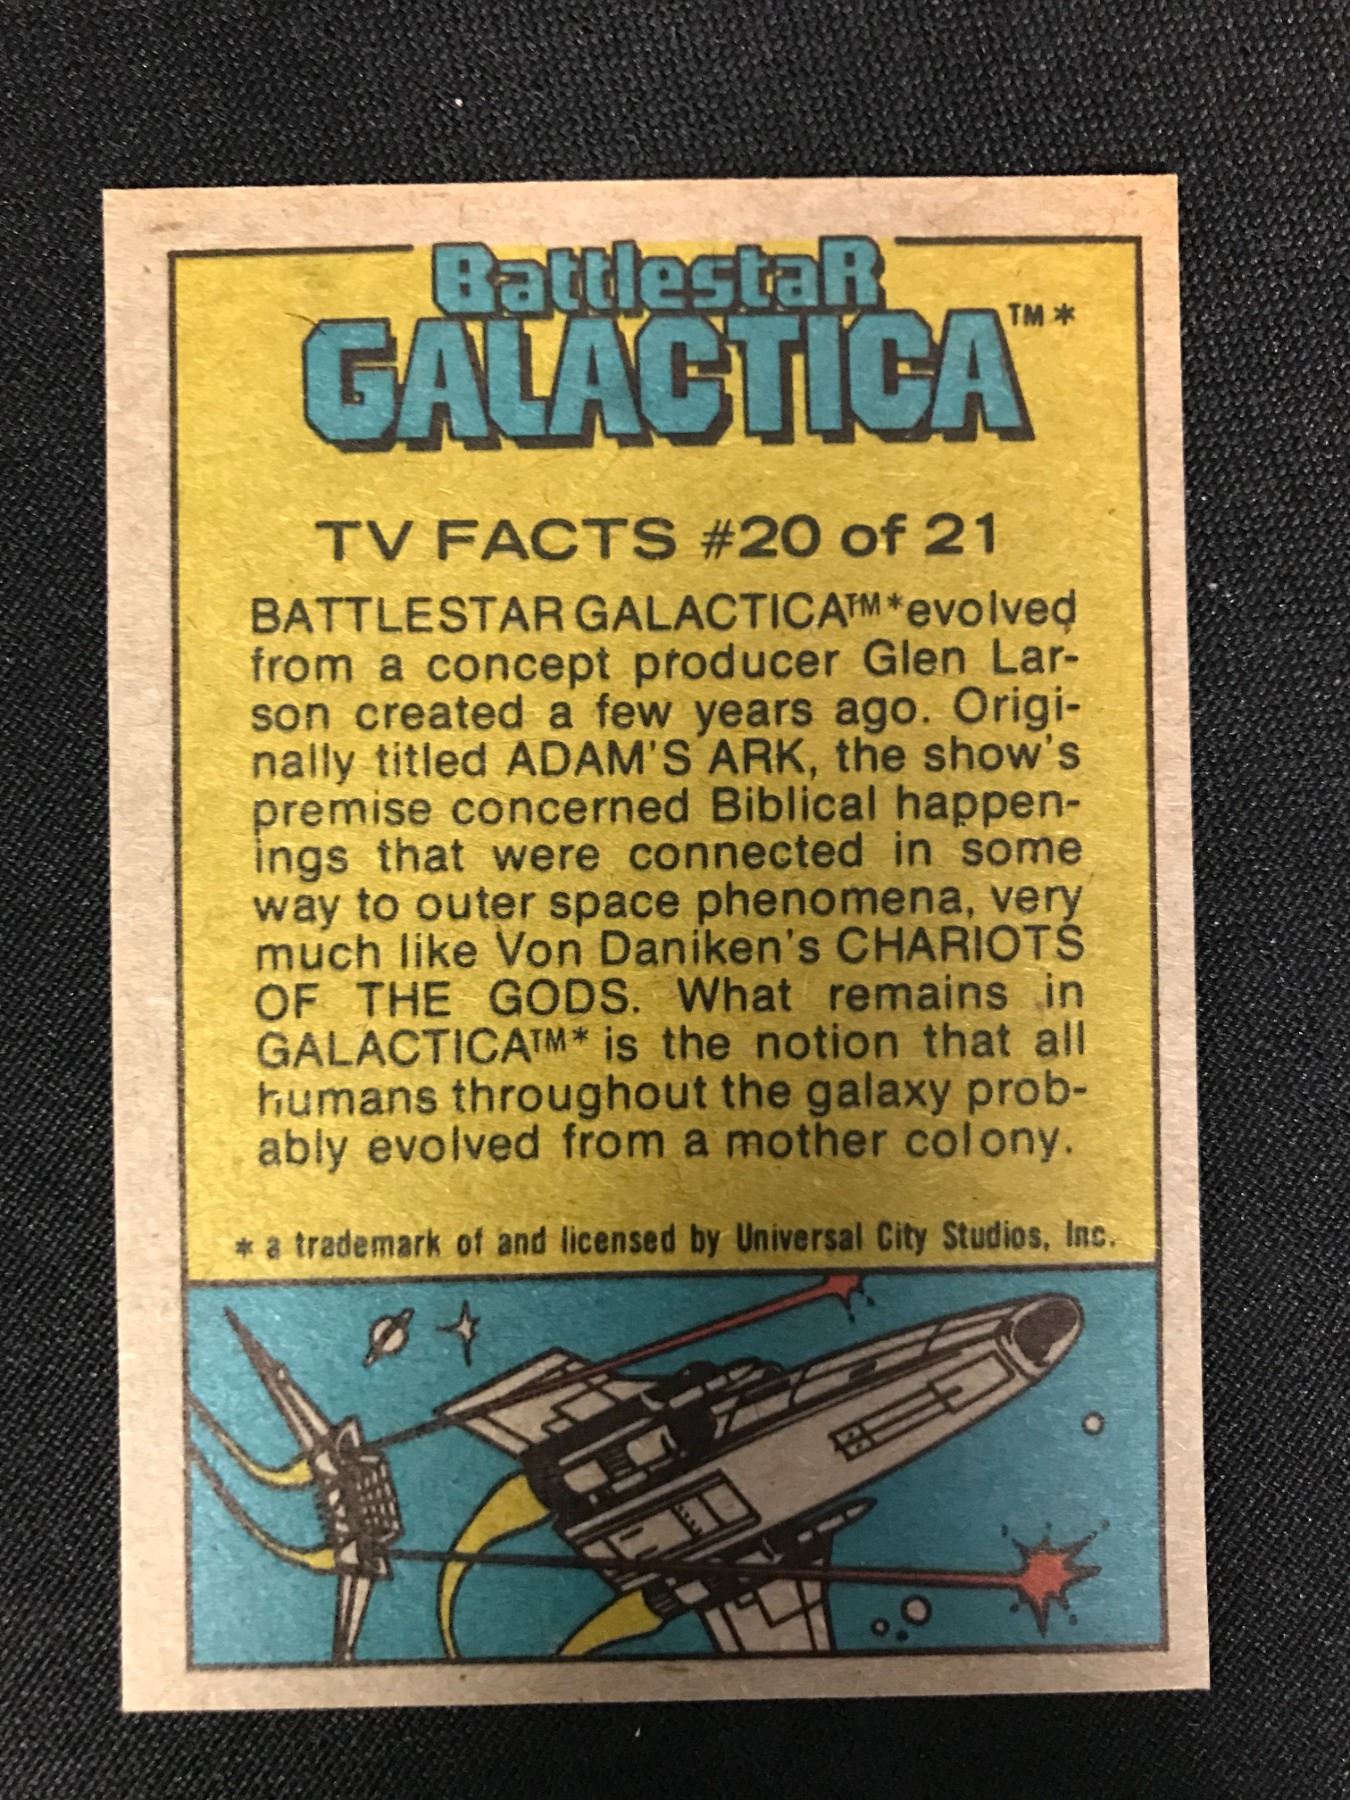 BattlestaR
GALACTICA™*
TV FACTS #20 of 21
BATTLESTAR GALACTICA™*evolved
from a concept producer Glen Lar-
son created a few years ago. Origi-
nally titled ADAM'S ARK, the show's
premise concerned Biblical happen-
ings that were connected in some
way to outer space phenomena, very
much like Von Daniken's CHARIOTS
OF THE GODS. What remains in
GALACTICA™* is the notion that all
humans throughout the galaxy prob-
ably evolved from a mother colony.
* a trademark of and licensed by Universal City Studios, Inc.